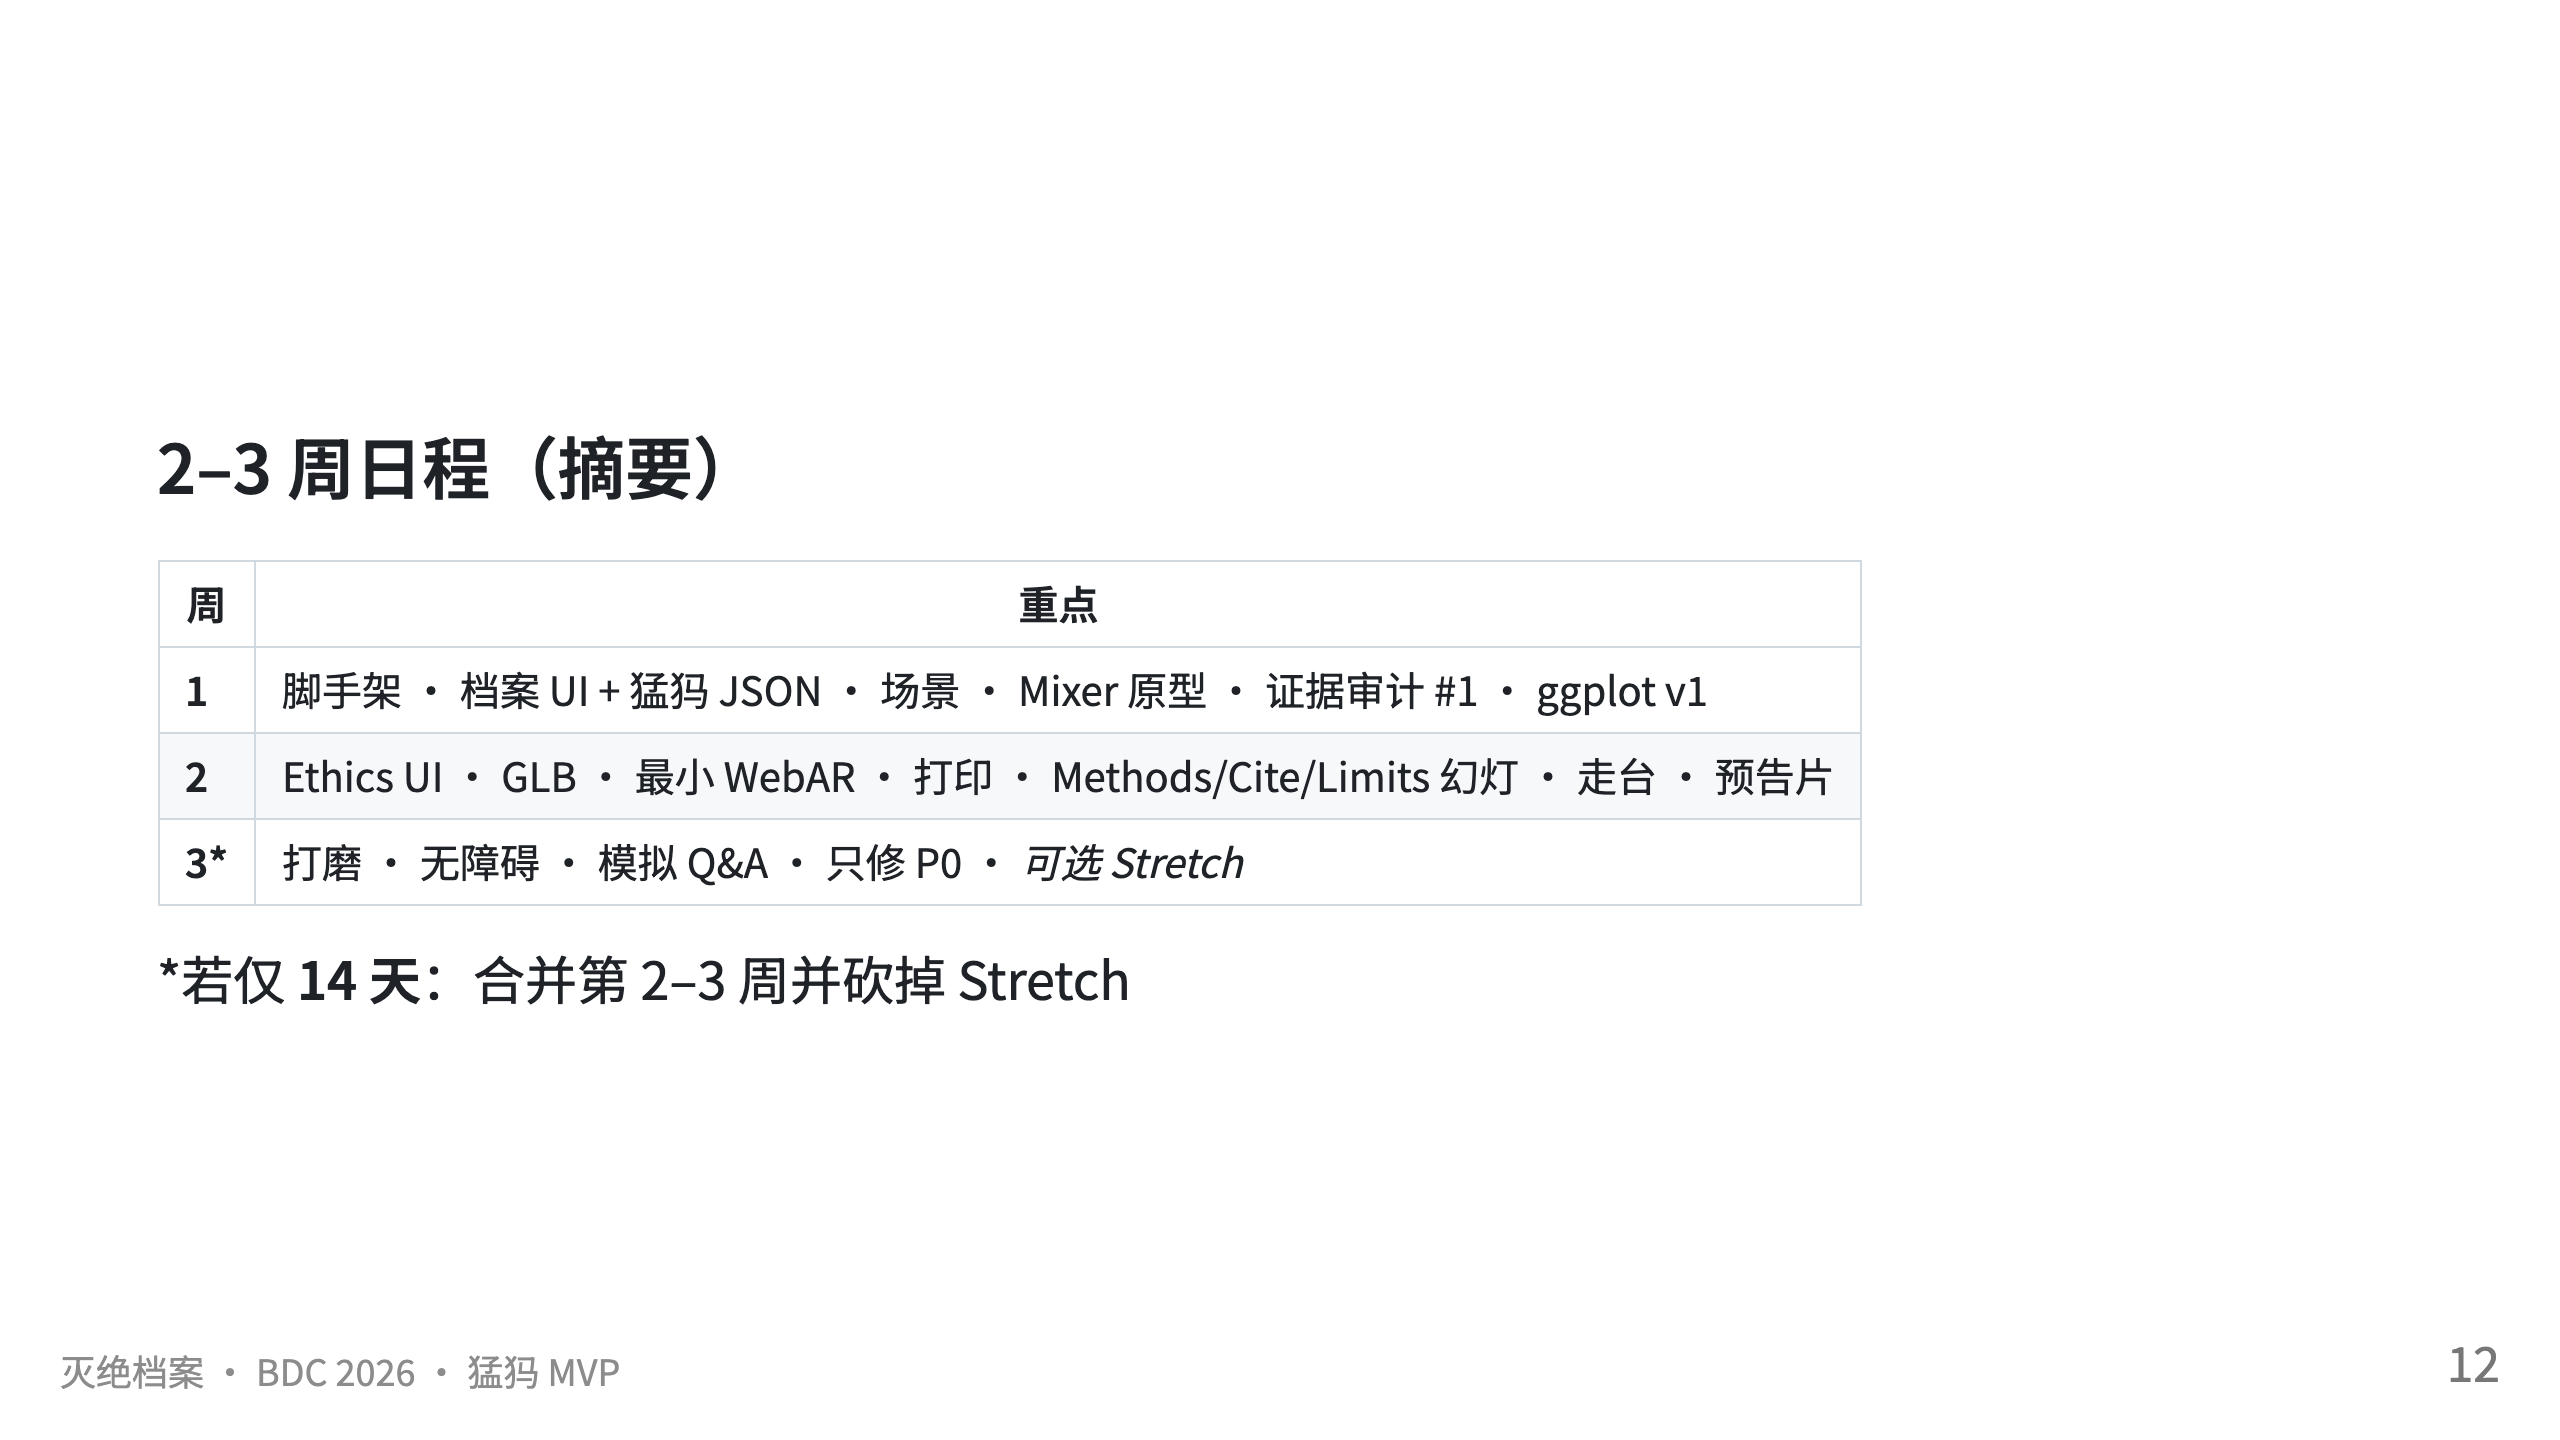 2–3 周日程（摘要）
周 重点
1 脚手架 · 档案 UI + 猛犸 JSON · 场景 · Mixer 原型 · 证据审计 #1 · ggplot v1
2 Ethics UI · GLB · 最小 WebAR · 打印 · Methods/Cite/Limits 幻灯 · 走台 · 预告片
3* 打磨 · 无障碍 · 模拟 Q&A · 只修 P0 · 可选 Stretch
*若仅 14 天：合并第 2–3 周并砍掉 Stretch
灭绝档案 · BDC 2026 · 猛犸 MVP
12